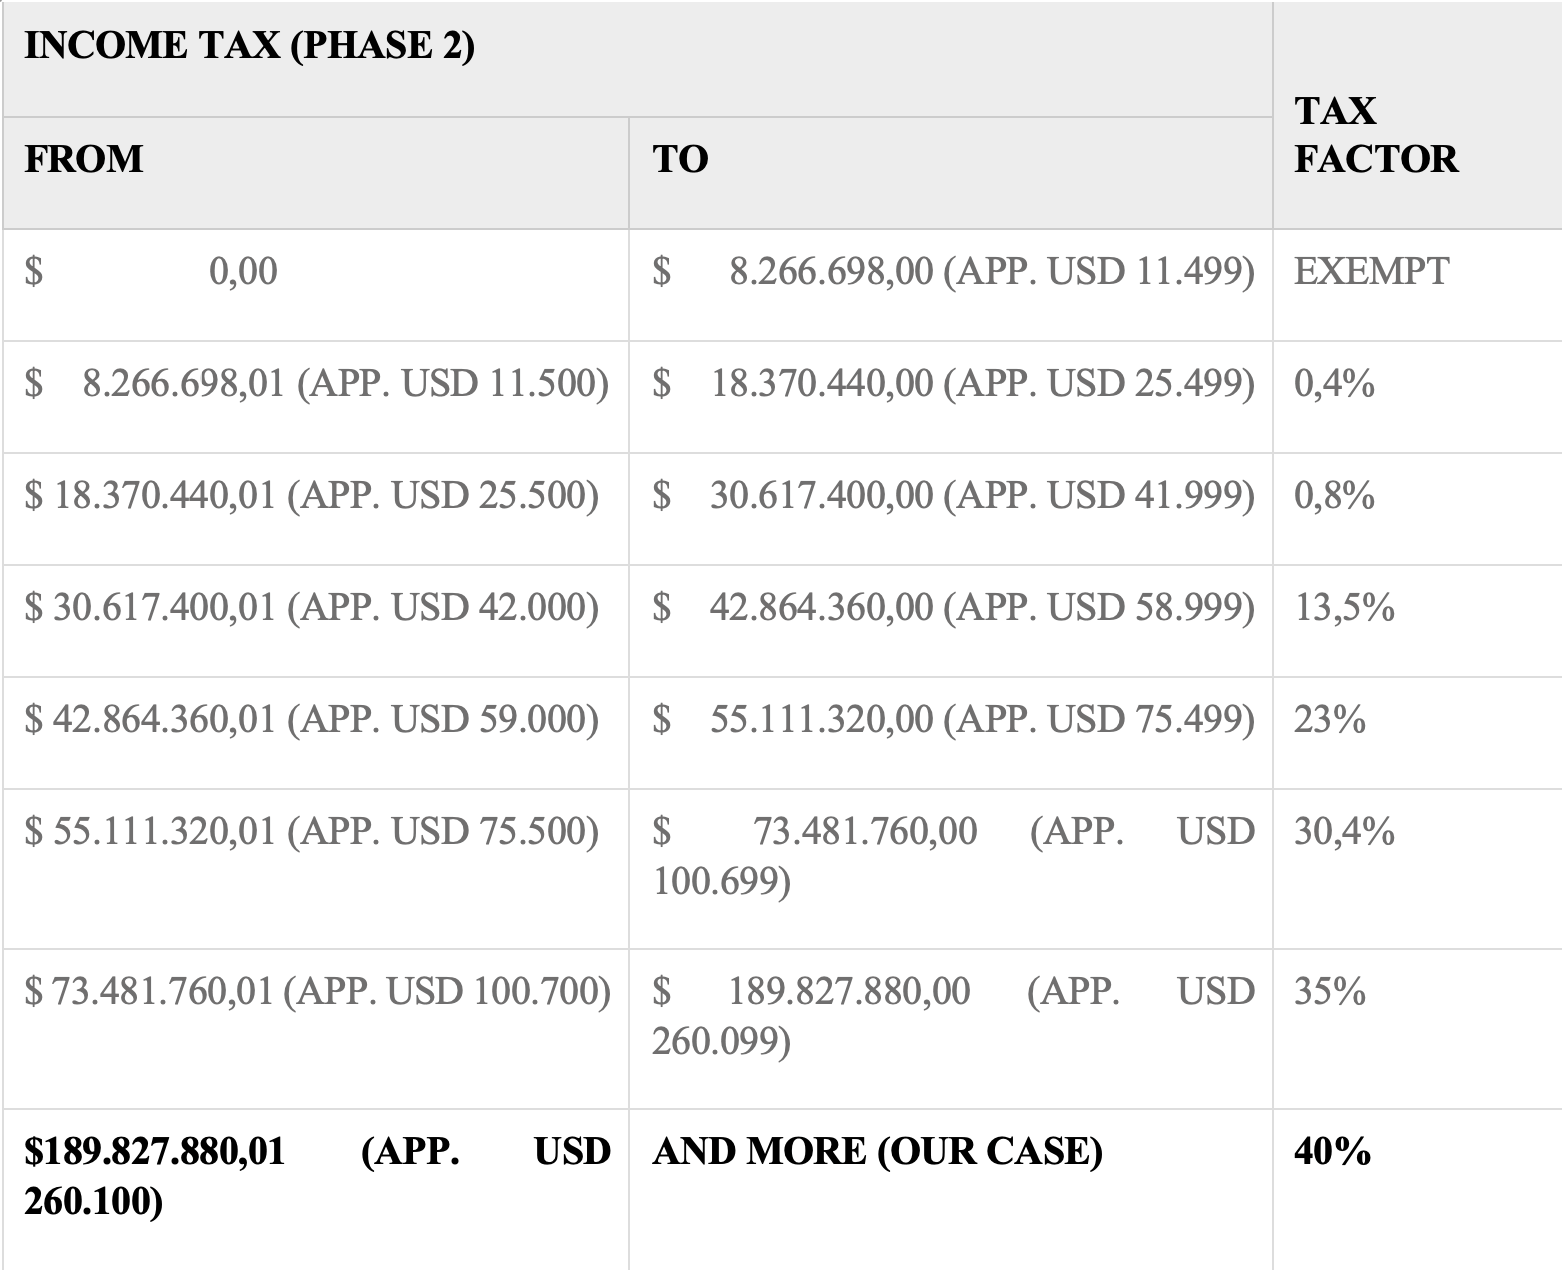 INCOME TAX (PHASE 2)
TAX
FACTOR
FROM
TO
$ 0,00
$ 8.266.698,00 (APP. USD 11.499)
EXEMPT
$ 8.266.698,01 (APP. USD 11.500)
$ 18.370.440,00 (APP. USD 25.499)
0,4%
$ 18.370.440,01 (APP. USD 25.500)
$ 30.617.400,00 (APP. USD 41.999)
0,8%
$ 30.617.400,01 (APP. USD 42.000)
$ 42.864.360,00 (APP. USD 58.999)
13,5%
$ 42.864.360,01 (APP. USD 59.000)
$ 55.111.320,00 (APP. USD 75.499)
23%
$ 55.111.320,01 (APP. USD 75.500)
$ 73.481.760,00 (APP. USD
100.699)
30,4%
$ 73.481.760,01 (APP. USD 100.700)
$ 189.827.880,00 (APP. USD
260.099)
35%
$189.827.880,01 (APP. USD
260.100)
AND MORE (OUR CASE)
40%